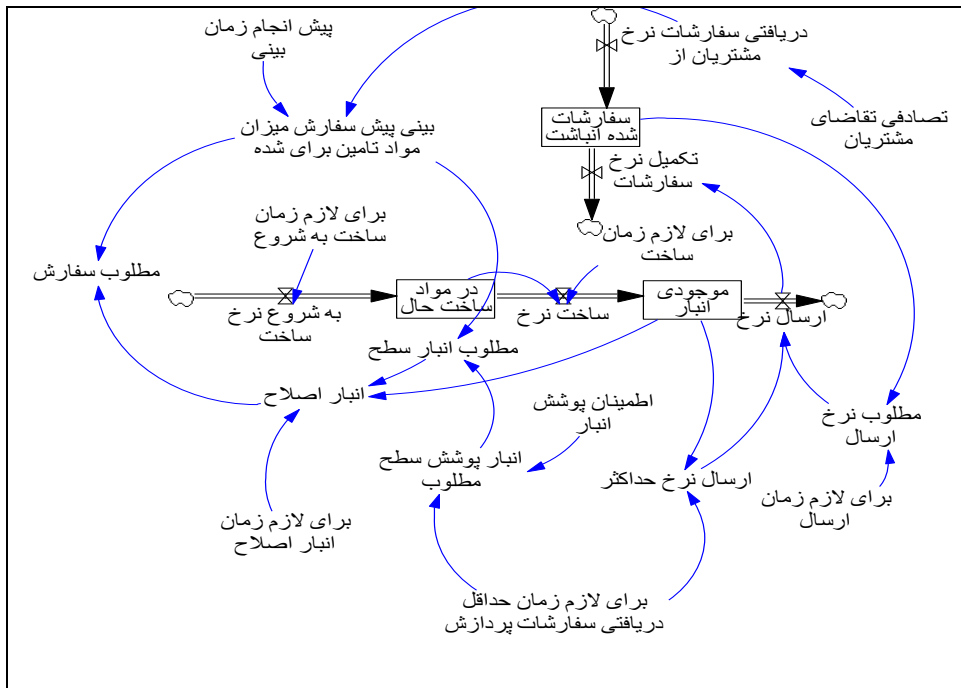 پیش انجام زمان
بینی
دریافتی سفارشات نرخ
مشتریان از
تصادفی تقاضای
مشتریان
سفارشات
شده انباشت
بینی پیش سفارش میزان
مواد تامین برای شده
تکمیل نرخ
سفارشات
برای لازم زمان
ساخت به شروع
برای لازم زمان
ساخت
مطلوب سفارش
موجودی
انبار
در مواد
ساخت حال
ارسال نرخ
ساخت نرخ
به شروع نرخ
ساخت
مطلوب انبار سطح
انبار اصلاح
اطمینان پوشش
انبار
مطلوب نرخ
ارسال
انبار پوشش سطح
مطلوب
ارسال نرخ حداکثر
برای لازم زمان
ارسال
برای لازم زمان
انبار اصلاح
برای لازم زمان حداقل
دریافتی سفارشات پردازش